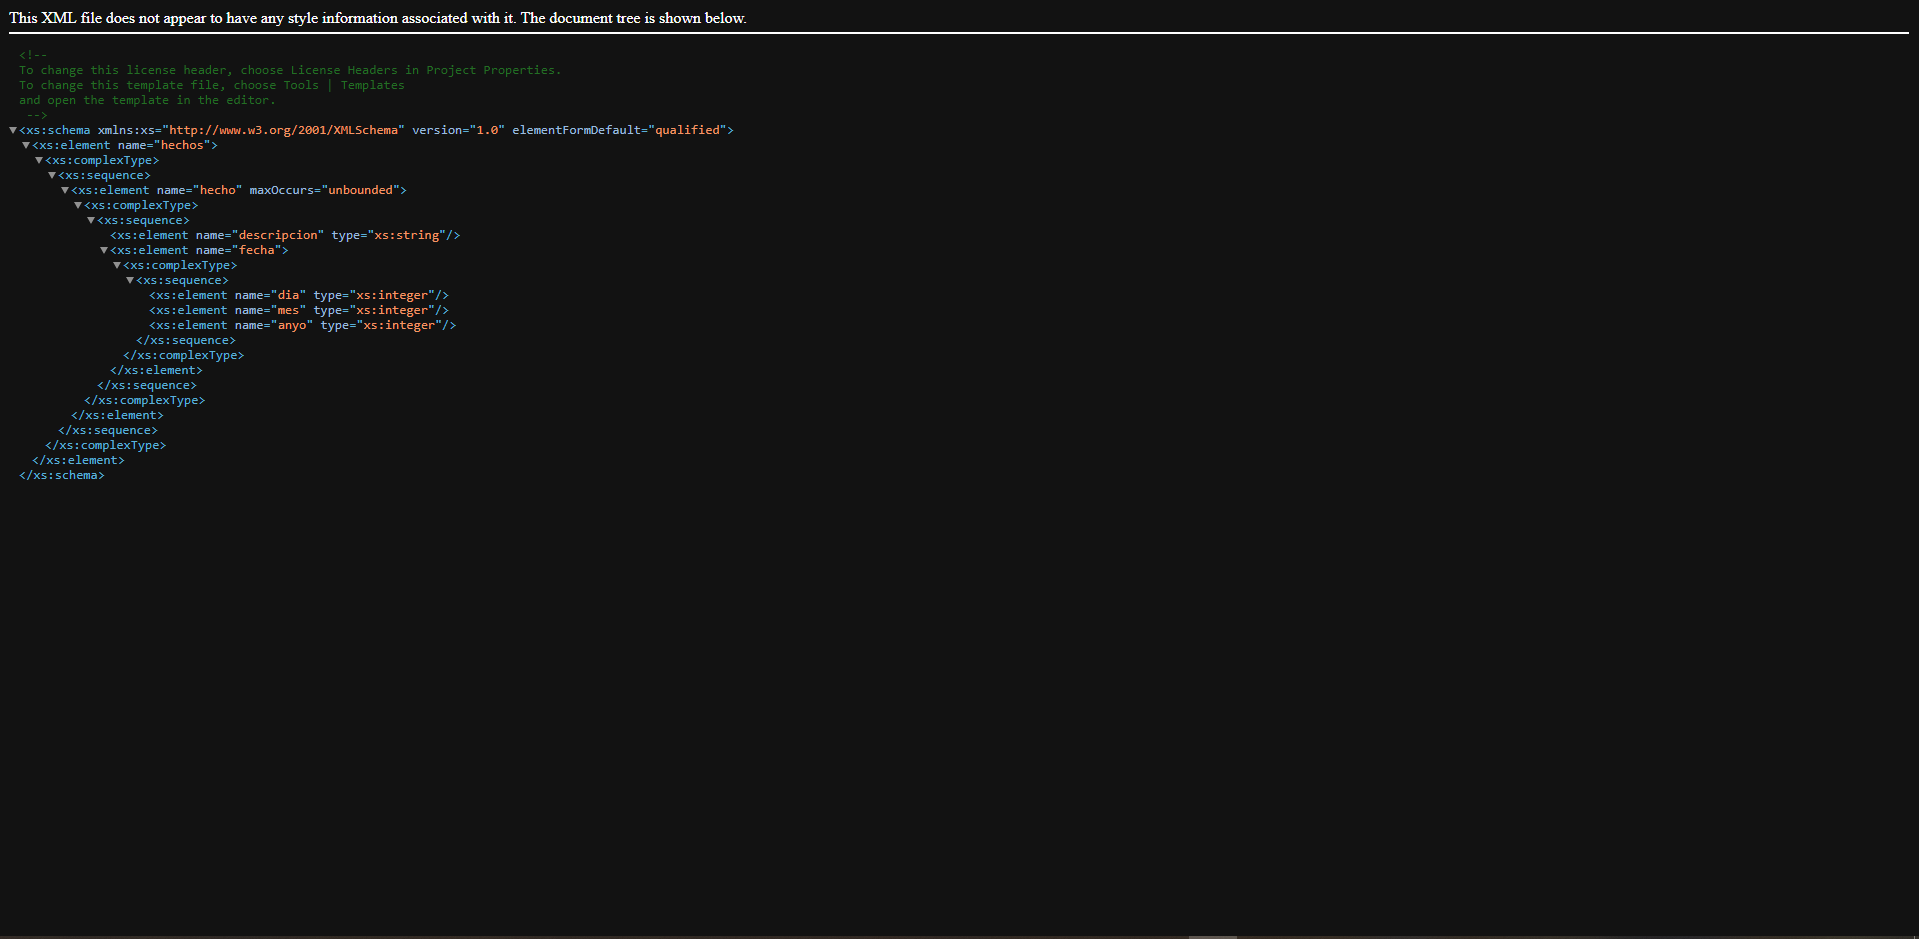 This XML file does not appear to have any style information associated with it. The document tree is shown below.
<!--
To change this license header, choose License Headers in Project Properties.
To change this template file, choose Tools | Templates
and open the template in the editor.
-->
▼<xs:schema xmlns:xs="http://www.w3.org/2001/XMLSchema" version="1.0" elementFormDefault="qualified">
▼<xs:element name="hechos">
▼<xs:complexType>
▼<xs:sequence>
▼<xs:element name="hecho" maxOccurs="unbounded">
▼<xs:complexType>
▼<xs:sequence>
<xs:element name="descripcion" type="xs:string"/>
▼<xs:element name="fecha">
▼<xs:complexType>
▼<xs:sequence>
<xs:element name="dia" type="xs:integer"/>
<xs:element name="mes" type="xs:integer"/>
<xs:element name="anyo" type="xs:integer"/>
</xs:sequence>
</xs:complexType>
</xs:element>
</xs:sequence>
</xs:complexType>
</xs:element>
</xs:sequence>
</xs:complexType>
</xs:element>
</xs:schema>